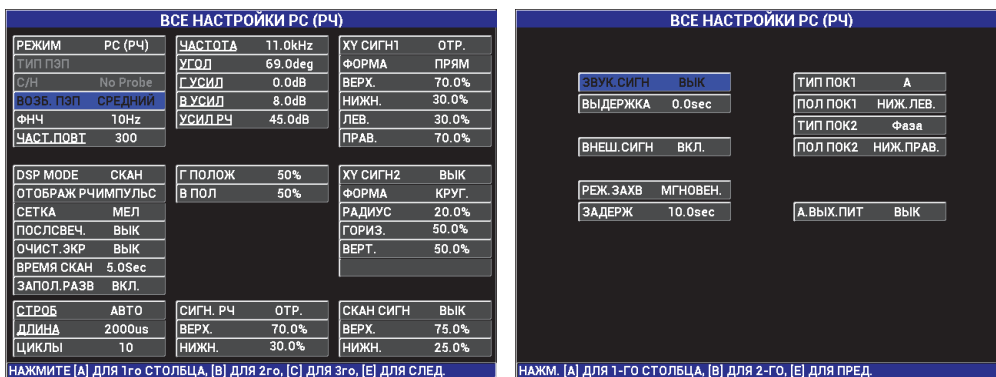 ВСЕ НАСТРОЙКИ РС (РЧ)
РЕЖИМ РС (РЧ)
ТИП ПЭП
С/Н No Probe
ВОЗБ. ПЭП СРЕДНИЙ
ФНЧ 10Hz
ЧАСТ.ПОВТ 300
ЧАСТОТА 11.0kHz
УГОЛ 69.0deg
Г УСИЛ 0.0dB
В УСИЛ 8.0dB
УСИЛ РЧ 45.0dB
XY СИГН1 ОТР.
ФОРМА ПРЯМ
ВЕРХ. 70.0%
НИЖН. 30.0%
ЛЕВ. 30.0%
ПРАВ. 70.0%
DSP MODE СКАН
ОТОБРАЖ РЧИМПУЛЬС
СЕТКА МЕЛ
ПОСЛСВЕЧ. ВЫК
ОЧИСТ.ЭКР ВЫК
ВРЕМЯ СКАН 5.0Sec
ЗАПОЛ.РАЗВ ВКЛ.
Г ПОЛОЖ 50%
В ПОЛ 50%
XY СИГН2 ВЫК
ФОРМА КРУГ.
РАДИУС 20.0%
ГОРИЗ. 50.0%
ВЕРТ. 50.0%
СТРОБ АВТО
ДЛИНА 2000us
ЦИКЛЫ 10
СИГН. РЧ ОТР.
ВЕРХ. 70.0%
НИЖН. 30.0%
СКАН СИГН ВЫК
ВЕРХ. 75.0%
НИЖН. 25.0%
НАЖМИТЕ [A] ДЛЯ 1го СТОЛБЦА, [B] ДЛЯ 2го, [C] ДЛЯ 3го, [E] ДЛЯ СЛЕД.
ВСЕ НАСТРОЙКИ РС (РЧ)
ЗВУК.СИГН ВЫК
ВЫДЕРЖКА 0.0sec
ВНЕШ.СИГН ВКЛ.
РЕЖ.ЗАХВ МГНОВЕН.
ЗАДЕРЖ 10.0sec
ТИП ПОК1 А
ПОЛ ПОК1 НИЖ.ЛЕВ.
ТИП ПОК2 Фаза
ПОЛ ПОК2 НИЖ.ПРАВ.
А.ВЫХ.ПИТ ВЫК
НАЖМ. [A] ДЛЯ 1-ГО СТОЛБЦА, [B] ДЛЯ 2-ГО, [E] ДЛЯ ПРЕД.